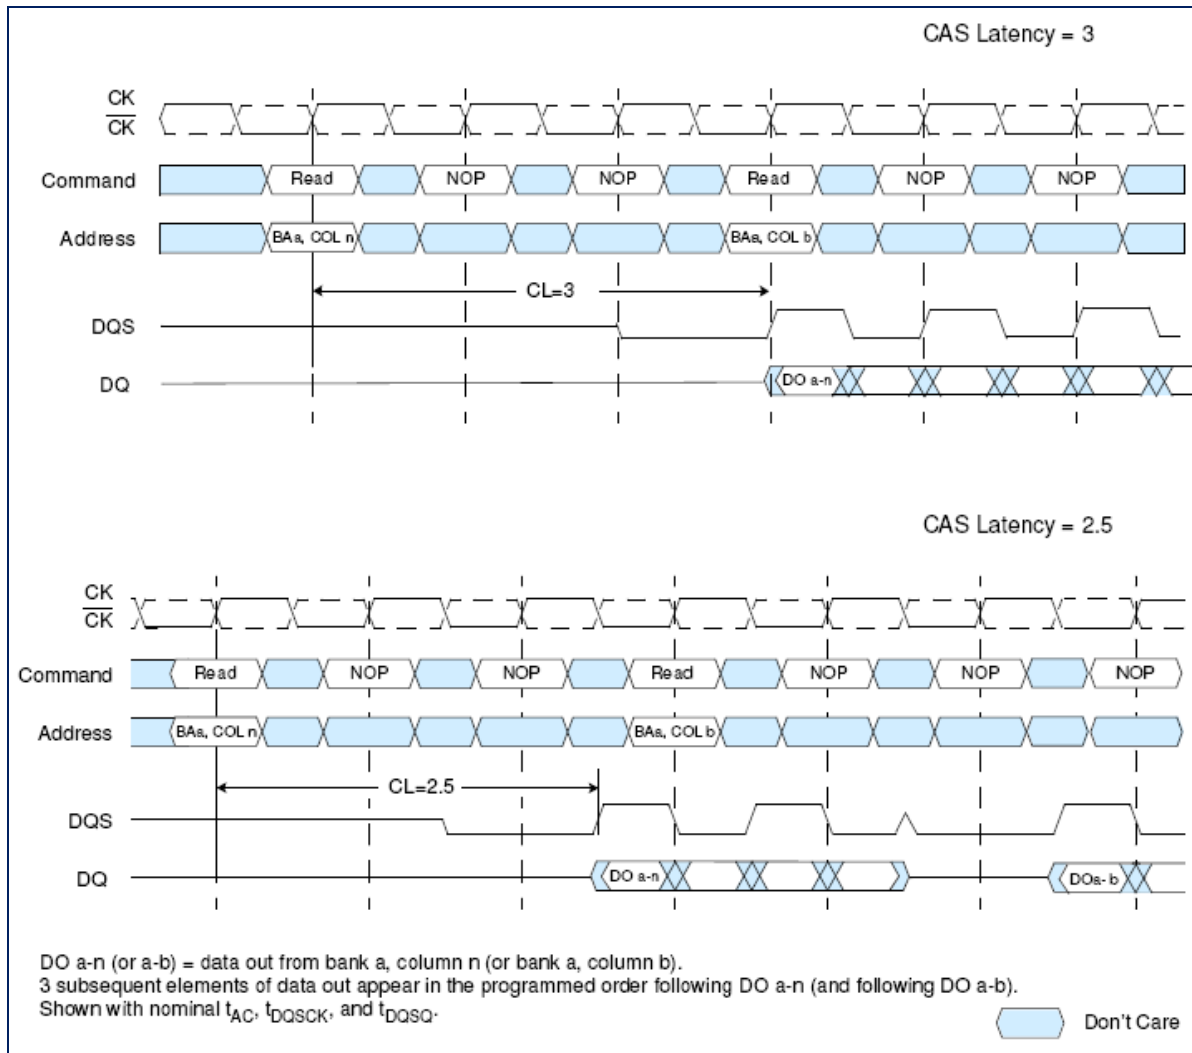 CAS Latency = 3
CK
CK
Command Read NOP NOP Read NOP NOP
Address BAa, COL n BAa, COL b
CL=3
DQS
DQ DO a-n
CAS Latency = 2.5
CK
CK
Command Read NOP NOP Read NOP NOP NOP
Address BAa, COL n BAa, COL b
CL=2.5
DQS
DQ DO a-n DOa- b
DO a-n (or a-b) = data out from bank a, column n (or bank a, column b).
3 subsequent elements of data out appear in the programmed order following DO a-n (and following DO a-b).
Shown with nominal tAC, tDQSCK, and tDQSQ.
Don't Care